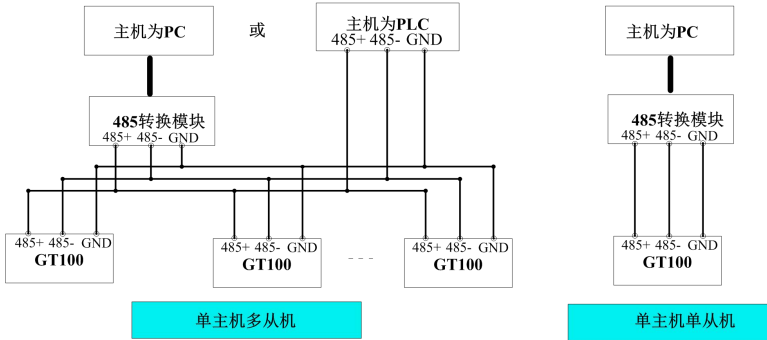 主机为PC
或
主机为PLC
485+ 485- GND
485转换模块
485+ 485- GND
485+ 485- GND
GT100
485+ 485- GND
GT100
- - -
485+ 485- GND
GT100
单主机多从机
主机为PC
485转换模块
485+ 485- GND
485+ 485- GND
GT100
单主机单从机